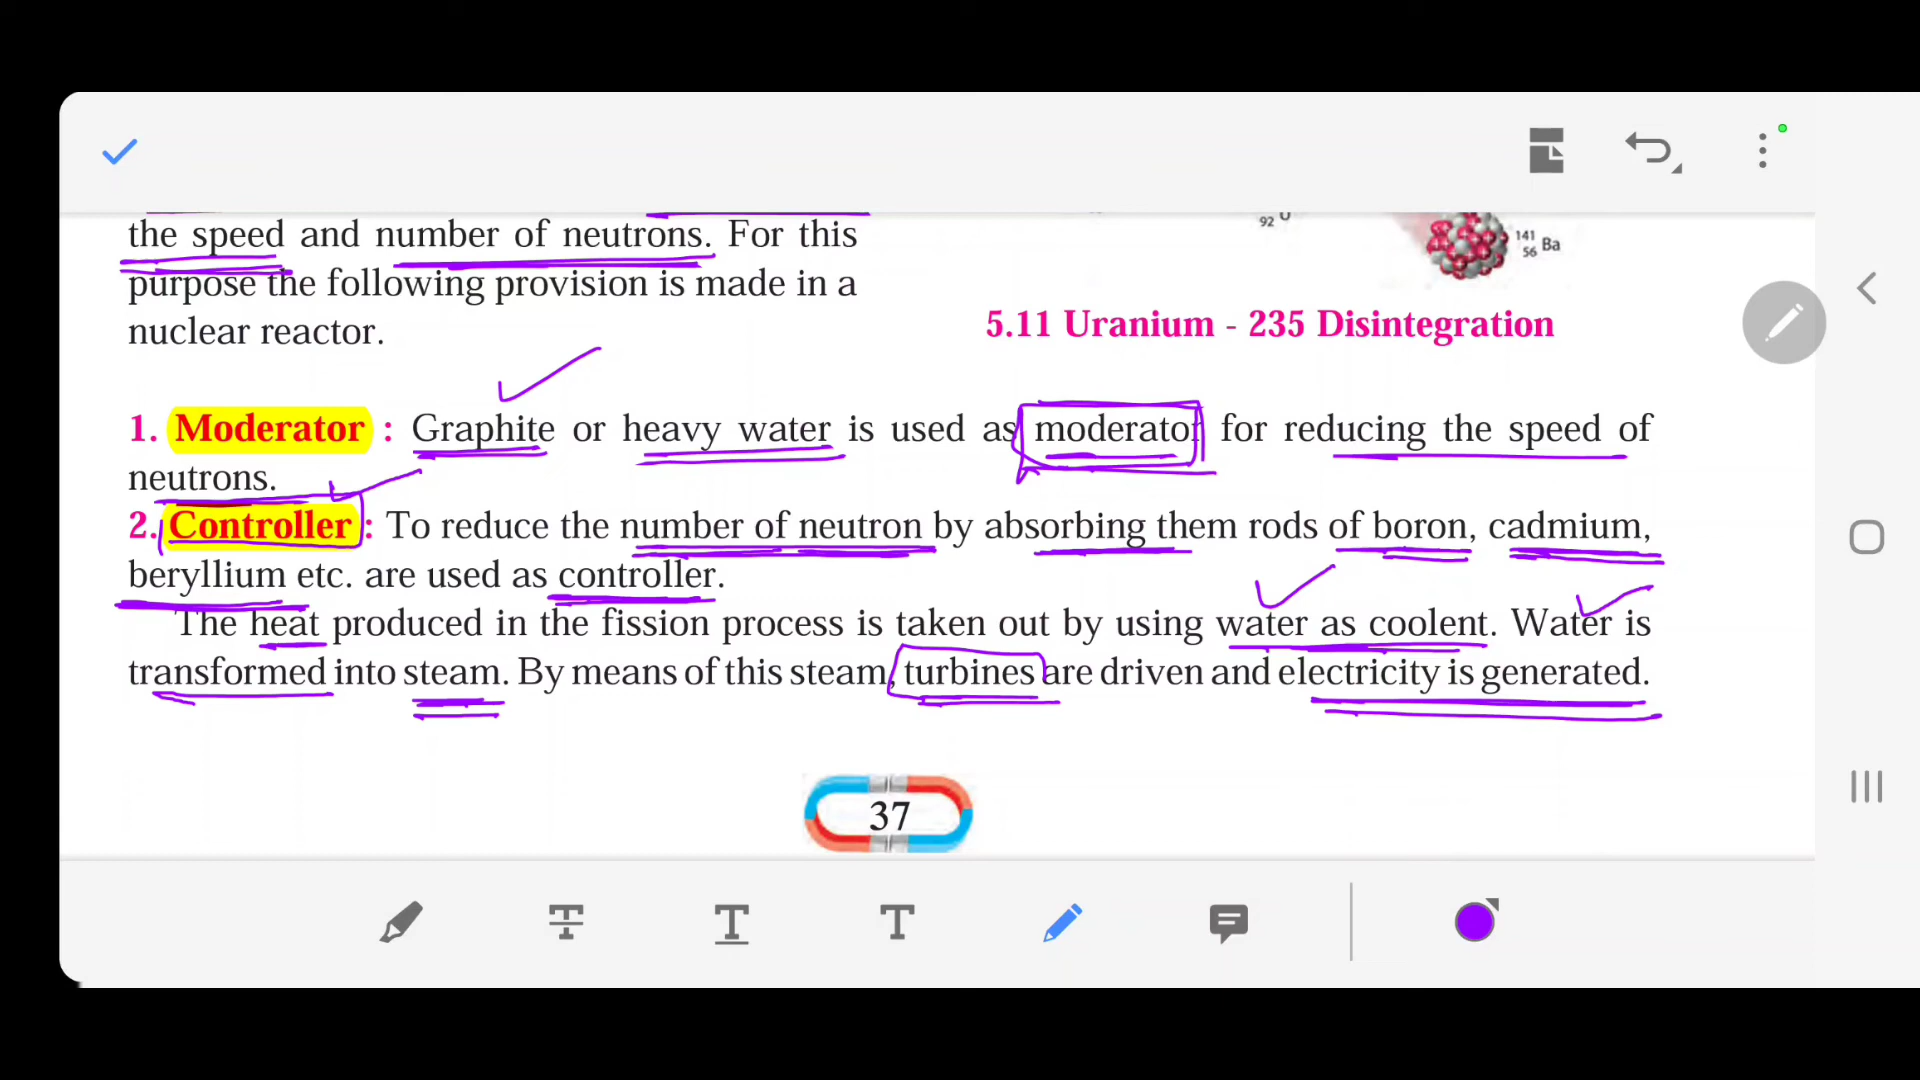 the speed and number of neutrons. For this
purpose the following provision is made in a
nuclear reactor.
92 U
141
56 Ba
5.11 Uranium - 235 Disintegration
1. Moderator : Graphite or heavy water is used as moderator for reducing the speed of
neutrons.
2. Controller : To reduce the number of neutron by absorbing them rods of boron, cadmium,
beryllium etc. are used as controller.
The heat produced in the fission process is taken out by using water as coolent. Water is
transformed into steam. By means of this steam, turbines are driven and electricity is generated.
37